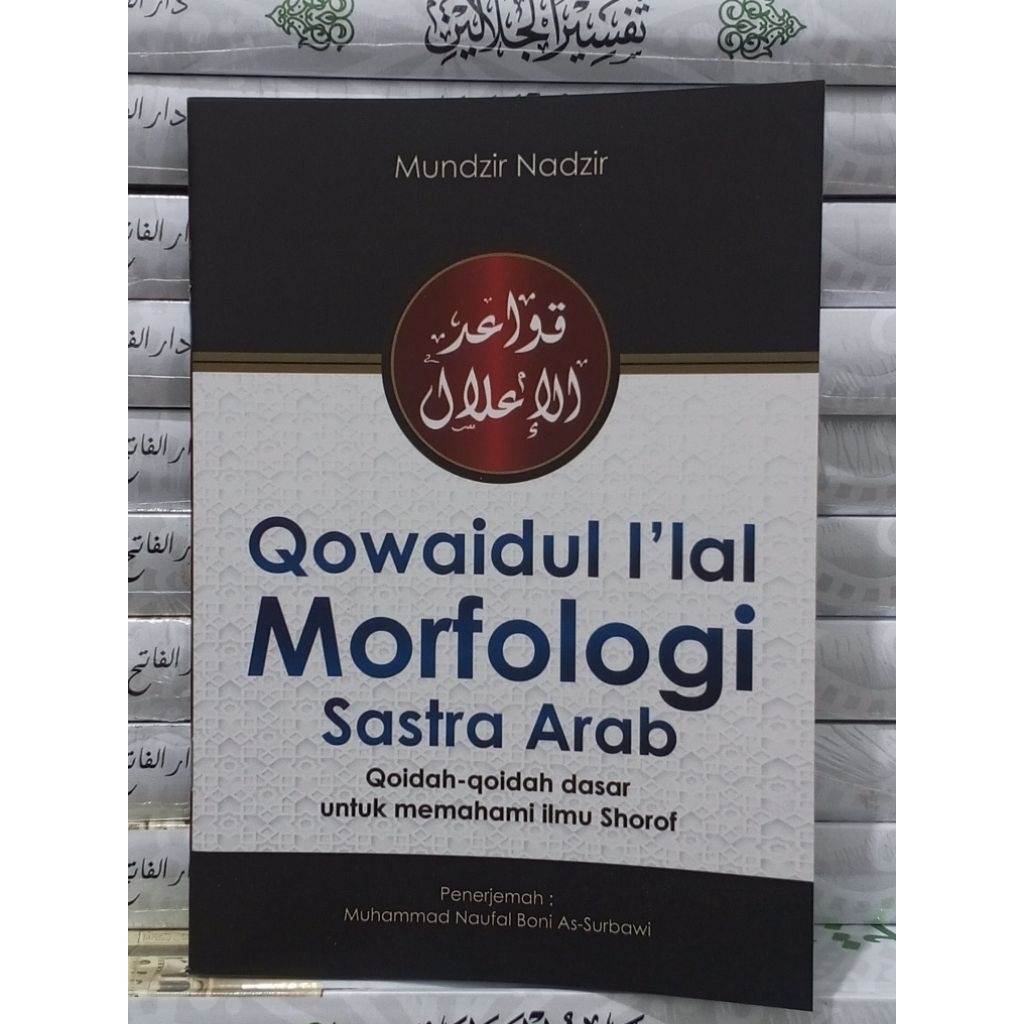 تفسير الجلالين
Mundzir Nadzir
قواعد
الإعلال
Qowaidul I'lal
Morfologi
Sastra Arab
Qoidah-qoidah dasar
untuk memahami ilmu Shorof
Penerjemah :
Muhammad Naufal Boni As-Surbawi